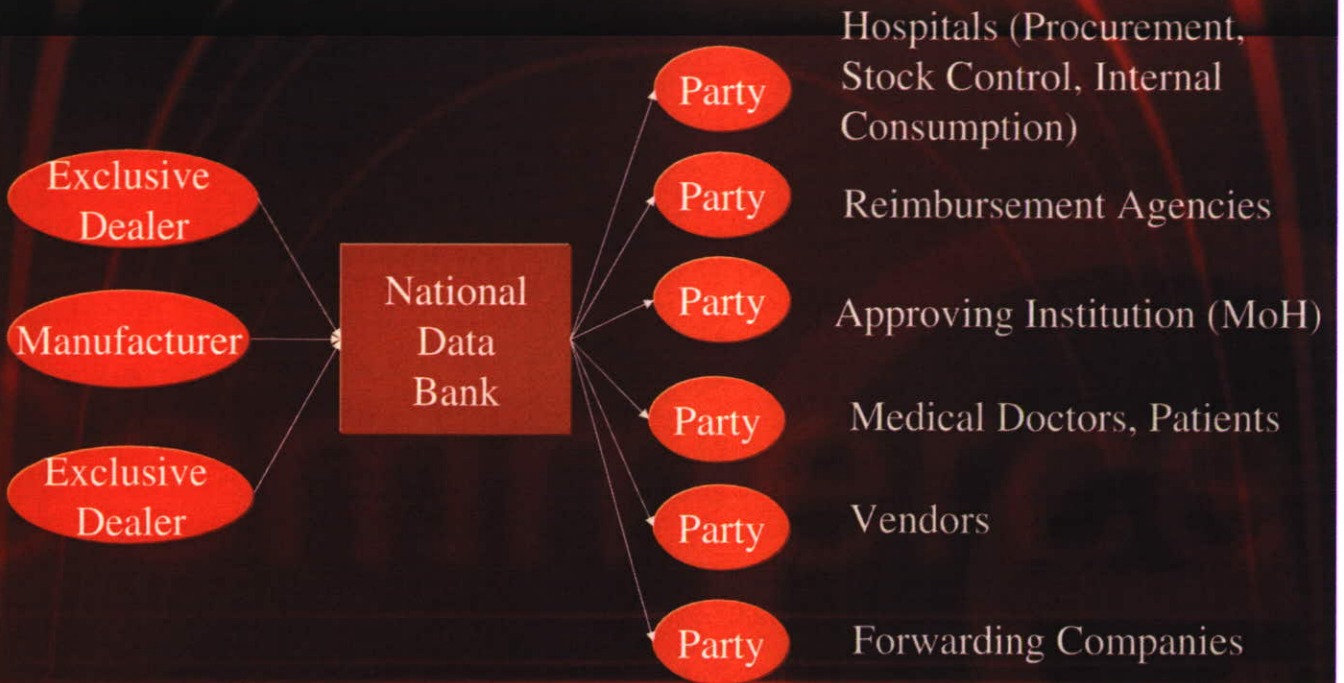 Exclusive
Dealer
Manufacturer
Exclusive
Dealer
National
Data
Bank
Party
Hospitals (Procurement,
Stock Control, Internal
Consumption)
Party
Reimbursement Agencies
Party
Approving Institution (MoH)
Party
Medical Doctors, Patients
Party
Vendors
Party
Forwarding Companies